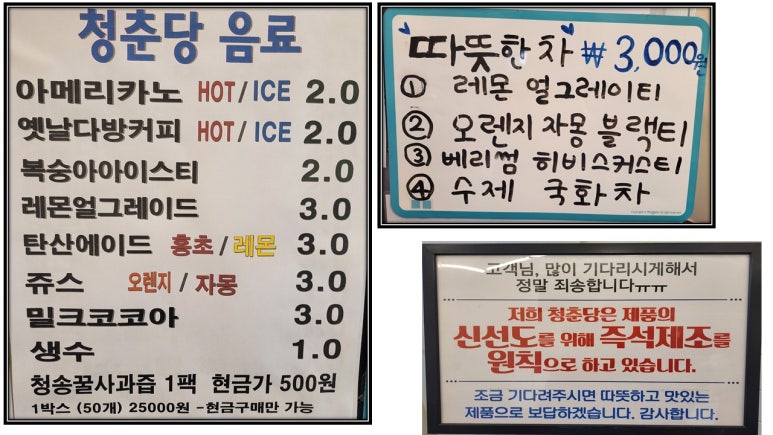 청춘당 음료
아메리카노 HOT / ICE 2.0
옛날다방커피 HOT / ICE 2.0
복숭아아이스티 2.0
레몬얼그레이드 3.0
탄산에이드 홍초 / 레몬 3.0
쥬스 오렌지 / 자몽 3.0
밀크코코아 3.0
생수 1.0
청송꿀사과즙 1팩 현금가 500원
1박스 (50개) 25000원 -현금구매만 가능
따뜻한 차 ₩ 3,000원
① 레몬 얼그레이티
② 오렌지 자몽 블랙티
③ 베리썸 히비스커스티
④ 수제 국화차
고객님, 많이 기다리시게해서
정말 죄송합니다ㅠㅠ
저희 청춘당은 제품의
신선도를 위해 즉석제조를
원칙으로 하고 있습니다.
조금 기다려주시면 따뜻하고 맛있는
제품으로 보답하겠습니다. 감사합니다.